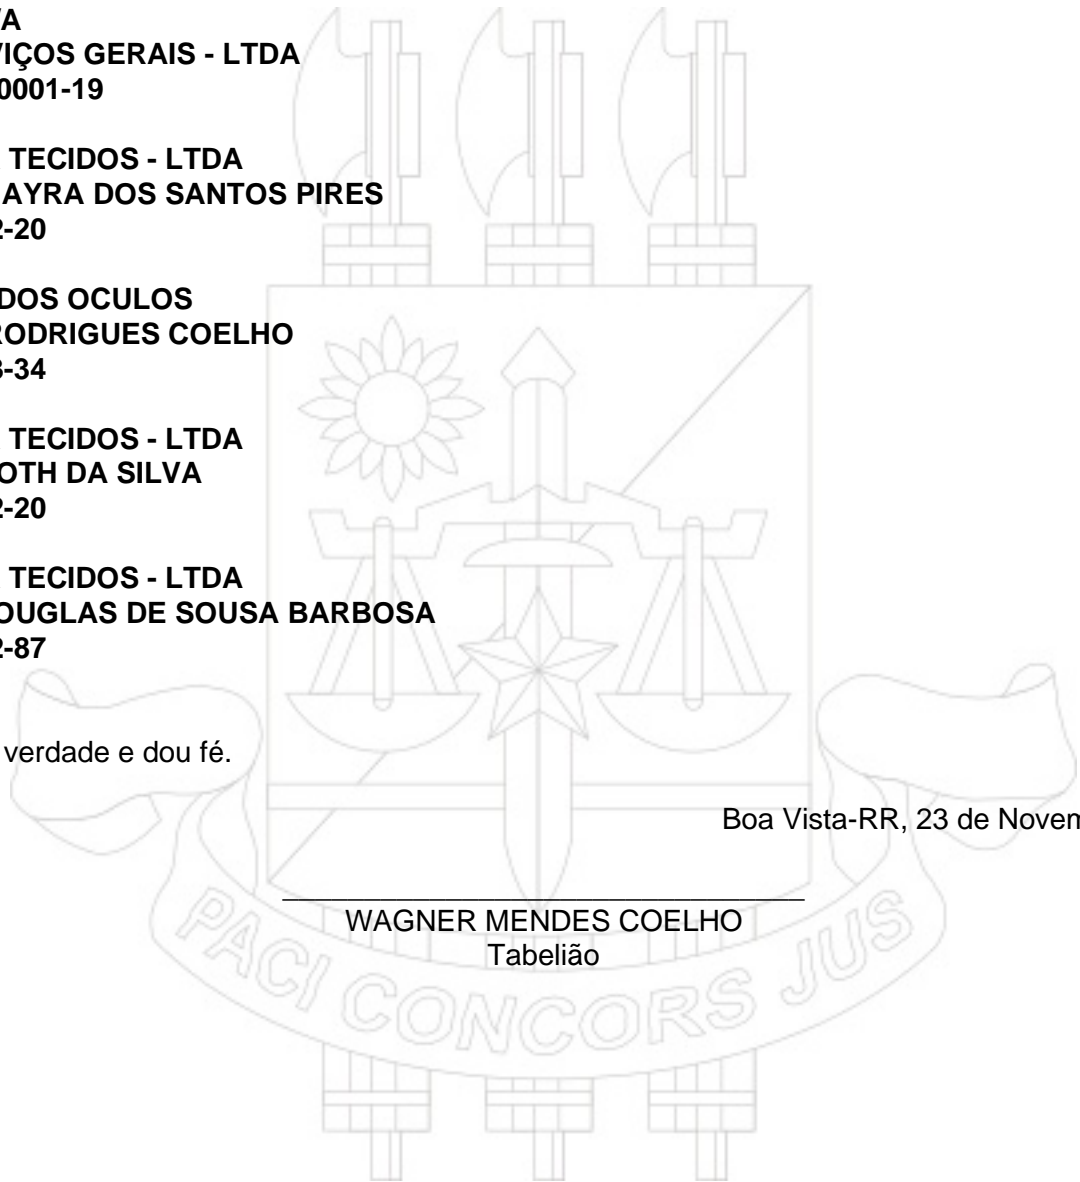 VA
VIÇOS GERAIS - LTDA
0001-19
TECIDOS - LTDA
AYRA DOS SANTOS PIRES
2-20
DOS OCULOS
RODRIGUES COELHO
3-34
TECIDOS - LTDA
OTH DA SILVA
2-20
TECIDOS - LTDA
OUGLAS DE SOUSA BARBOSA
2-87
verdade e dou fé.
Boa Vista-RR, 23 de Novem
WAGNER MENDES COELHO
Tabelião
PACI CONCORS JUS